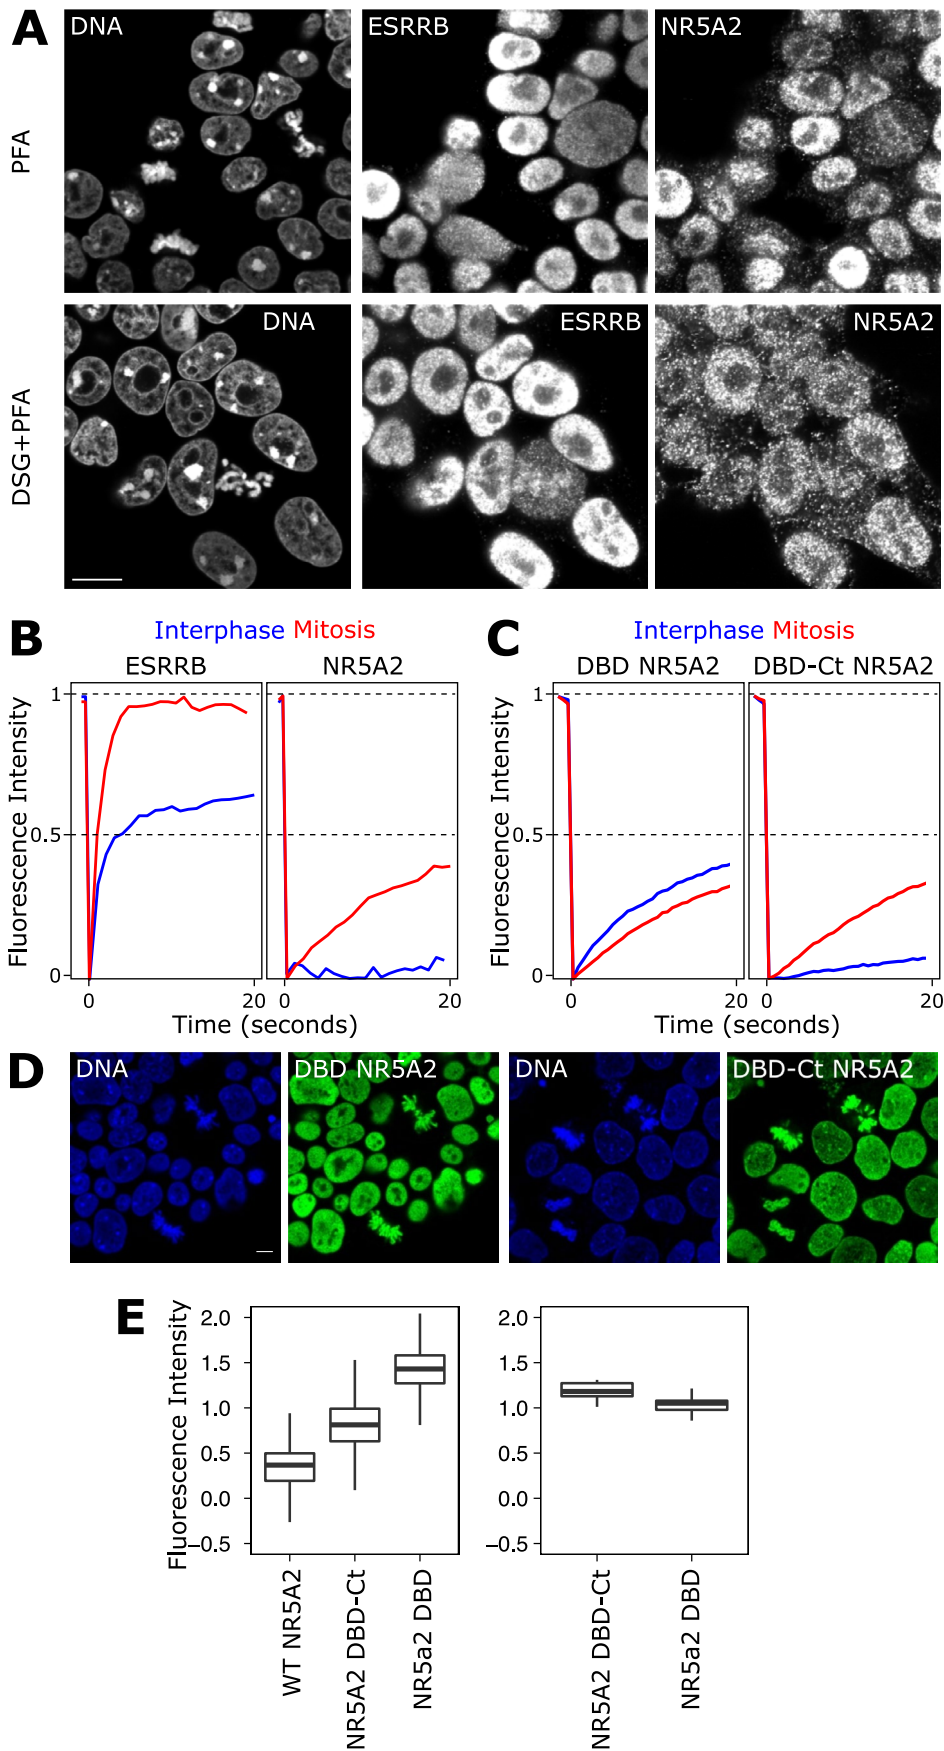 A
DNA ESRRB NR5A2
PFA
DNA ESRRB NR5A2
DSG+PFA
B C
Interphase Mitosis Interphase Mitosis
ESRRB NR5A2 DBD NR5A2 DBD-Ct NR5A2
Fluorescence Intensity
1
0.5
0
0 20 0 20
Time (seconds)
Fluorescence Intensity
1
0.5
0
0 20 0 20
Time (seconds)
D
DNA DBD NR5A2 DNA DBD-Ct NR5A2
E
Fluorescence Intensity
2.0
1.5
1.0
0.5
0.0
−0.5
WT NR5A2
NR5A2 DBD-Ct
NR5a2 DBD
2.0
1.5
1.0
0.5
0.0
−0.5
NR5A2 DBD-Ct
NR5a2 DBD